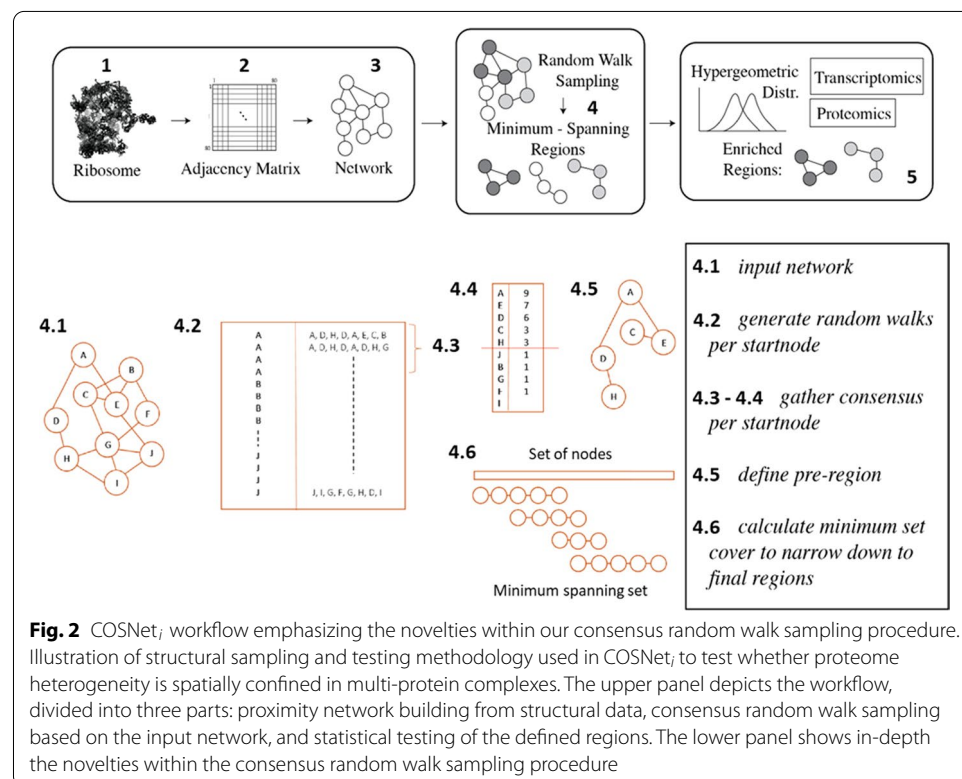 1
2
3
Ribosome
1
80
80
Adjacency Matrix
Network
Random Walk
Sampling
4
Minimum - Spanning
Regions
Hypergeometric
Distr.
Transcriptomics
Proteomics
Enriched
Regions:
5
4.1
A
B
C
E
D
F
G
H
J
I
4.2
A
A
A
A
B
B
B
B
J
J
J
J
A, D, H, D, A, E, C, B
A, D, H, D, A, D, H, G
J, I, G, F, G, H, D, I
4.3
4.4
A 9
E 7
D 6
C 3
H 3
J 1
B 1
G 1
F 1
I
4.5
A
C
E
D
H
4.6
Set of nodes
Minimum spanning set
4.1 input network
4.2 generate random walks
per startnode
4.3 - 4.4 gather consensus
per startnode
4.5 define pre-region
4.6 calculate minimum set
cover to narrow down to
final regions
Fig. 2 COSNeti workflow emphasizing the novelties within our consensus random walk sampling procedure.
Illustration of structural sampling and testing methodology used in COSNeti to test whether proteome
heterogeneity is spatially confined in multi-protein complexes. The upper panel depicts the workflow,
divided into three parts: proximity network building from structural data, consensus random walk sampling
based on the input network, and statistical testing of the defined regions. The lower panel shows in-depth
the novelties within the consensus random walk sampling procedure